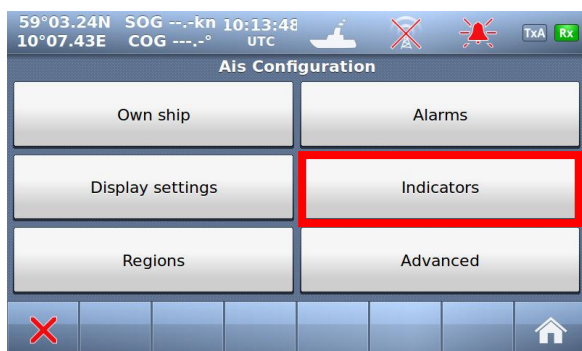 59°03.24N SOG --.-kn 10:13:48 TxA Rx
10°07.43E COG ---.-° UTC
Ais Configuration
Own ship Alarms
Display settings Indicators
Regions Advanced